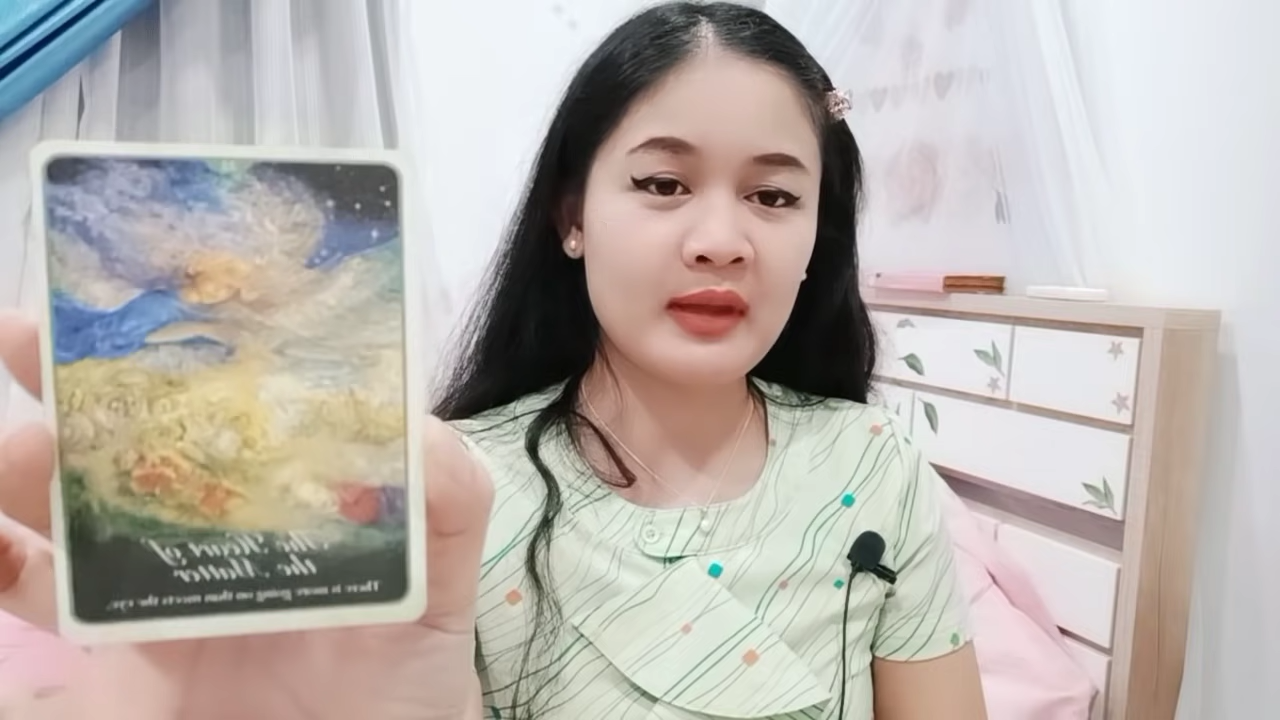 The Heart of
the Matter
There is more going on than meets the eye.